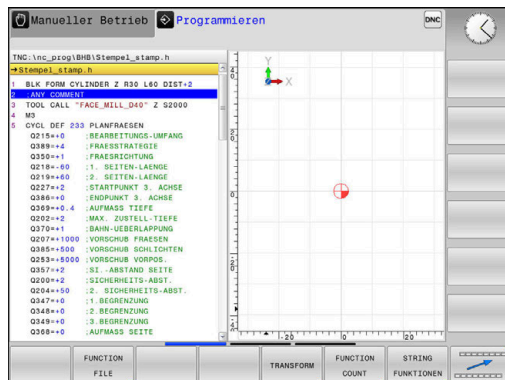 Manueller Betrieb
Programmieren
DNC
TNC:\nc_prog\BHB\Stempel_stamp.h
→Stempel_stamp.h
1 BLK FORM CYLINDER Z R30 L60 DIST+2
2 ;ANY COMMENT
3 TOOL CALL "FACE_MILL_D40" Z S2000
4 M3
5 CYCL DEF 233 PLANFRAESEN
Q215=+0 ;BEARBEITUNGS-UMFANG
Q389=+4 ;FRAESSTRATEGIE
Q350=+1 ;FRAESRICHTUNG
Q218=-60 ;1. SEITEN-LAENGE
Q219=+60 ;2. SEITEN-LAENGE
Q227=+2 ;STARTPUNKT 3. ACHSE
Q386=+0 ;ENDPUNKT 3. ACHSE
Q369=+0.4 ;AUFMASS TIEFE
Q202=+2 ;MAX. ZUSTELL-TIEFE
Q370=+1 ;BAHN-UEBERLAPPUNG
Q207=+1000 ;VORSCHUB FRAESEN
Q385=+500 ;VORSCHUB SCHLICHTEN
Q253=+5000 ;VORSCHUB VORPOS.
Q357=+2 ;SI.-ABSTAND SEITE
Q200=+2 ;SICHERHEITS-ABST.
Q204=+50 ;2. SICHERHEITS-ABST.
Q347=+0 ;1.BEGRENZUNG
Q348=+0 ;2.BEGRENZUNG
Q349=+0 ;3.BEGRENZUNG
Q368=+0 ;AUFMASS SEITE
Y
X
20
0
-20
-20
0
20
FUNCTION
FILE
TRANSFORM
FUNCTION
COUNT
STRING
FUNKTIONEN